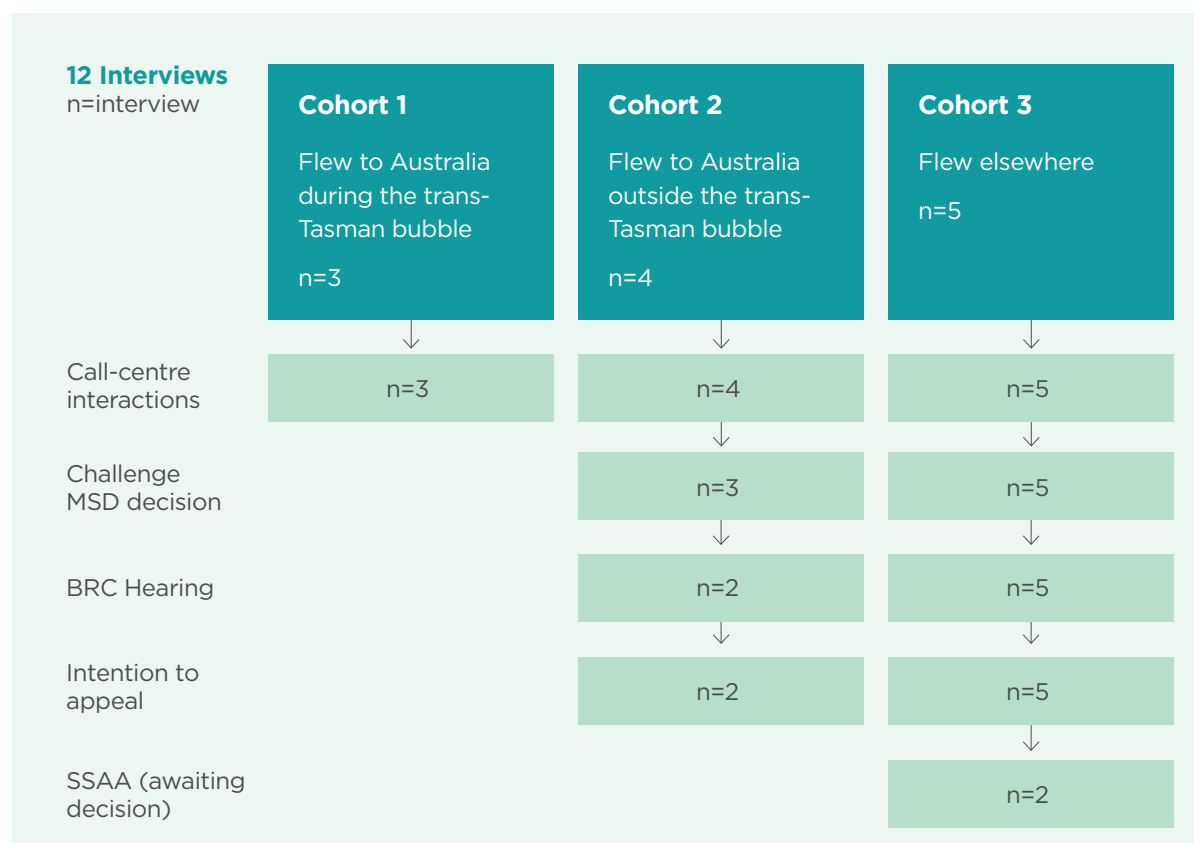 12 Interviews
n=interview
Cohort 1
Flew to Australia
during the trans-
Tasman bubble
n=3
Cohort 2
Flew to Australia
outside the trans-
Tasman bubble
n=4
Cohort 3
Flew elsewhere
n=5
Call-centre
interactions
n=3
n=4
n=5
Challenge
MSD decision
n=3
n=5
BRC Hearing
n=2
n=5
Intention to
appeal
n=2
n=5
SSAA (awaiting
decision)
n=2